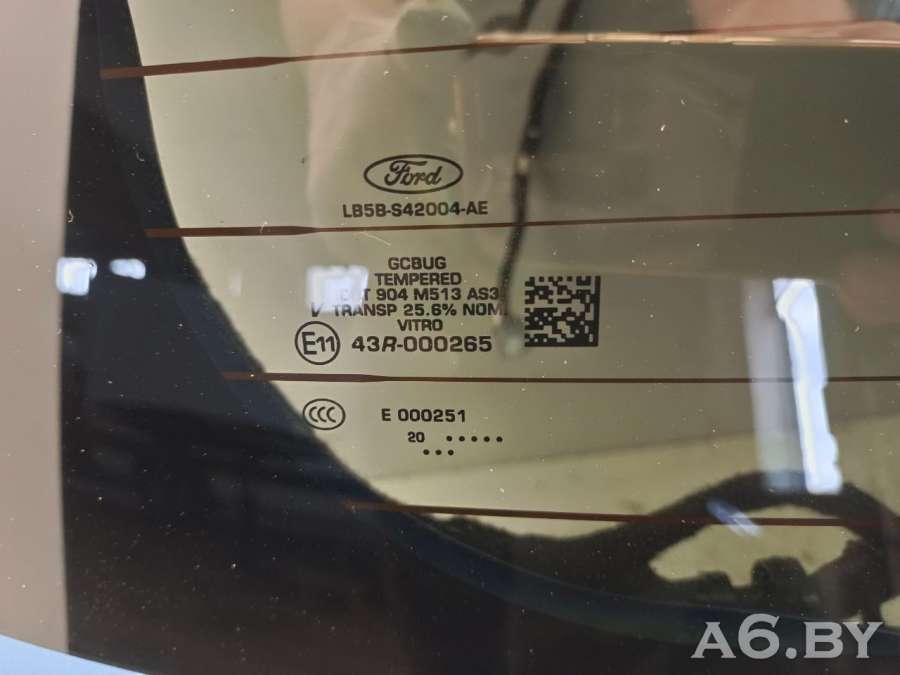 Ford
LB5B-S42004-AE
GCBUG
TEMPERED
904 M513 AS3
V TRANSP 25.6% NOM.
VITRO
E11 43R-000265
CCC E 000251
20
A6.BY